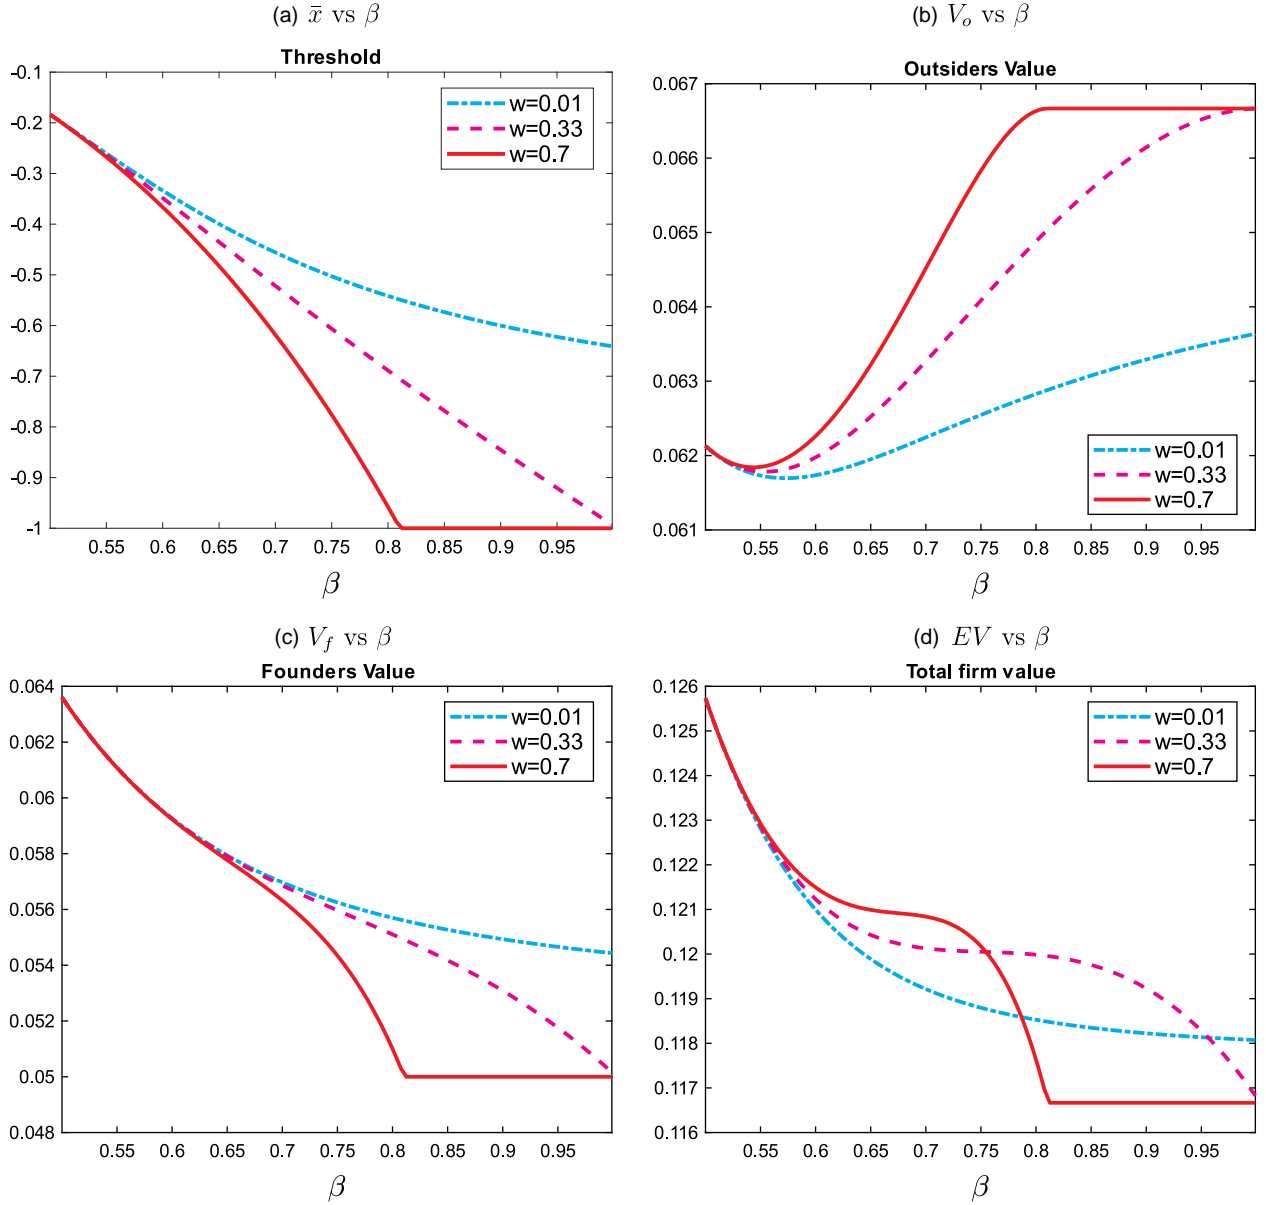 (a) x̄ vs β
Threshold
-0.1
-0.2
-0.3
-0.4
-0.5
-0.6
-0.7
-0.8
-0.9
-1
w=0.01
w=0.33
w=0.7
0.55 0.6 0.65 0.7 0.75 0.8 0.85 0.9 0.95
β
(b) V_o vs β
Outsiders Value
0.067
0.066
0.065
0.064
0.063
0.062
0.061
w=0.01
w=0.33
w=0.7
0.55 0.6 0.65 0.7 0.75 0.8 0.85 0.9 0.95
β
(c) V_f vs β
Founders Value
0.064
0.062
0.06
0.058
0.056
0.054
0.052
0.05
0.048
w=0.01
w=0.33
w=0.7
0.55 0.6 0.65 0.7 0.75 0.8 0.85 0.9 0.95
β
(d) EV vs β
Total firm value
0.126
0.125
0.124
0.123
0.122
0.121
0.12
0.119
0.118
0.117
0.116
w=0.01
w=0.33
w=0.7
0.55 0.6 0.65 0.7 0.75 0.8 0.85 0.9 0.95
β